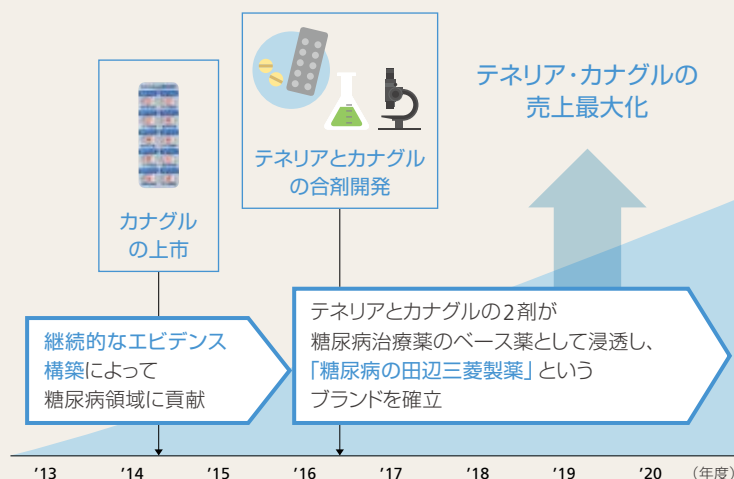 カナグル
の上市
テネリアとカナグル
の合剤開発
テネリア・カナグルの
売上最大化
継続的なエビデンス
構築によって
糖尿病領域に貢献
テネリアとカナグルの2剤が
糖尿病治療薬のベース薬として浸透し、
「糖尿病の田辺三菱製薬」という
ブランドを確立
'13 '14 '15 '16 '17 '18 '19 '20 (年度)